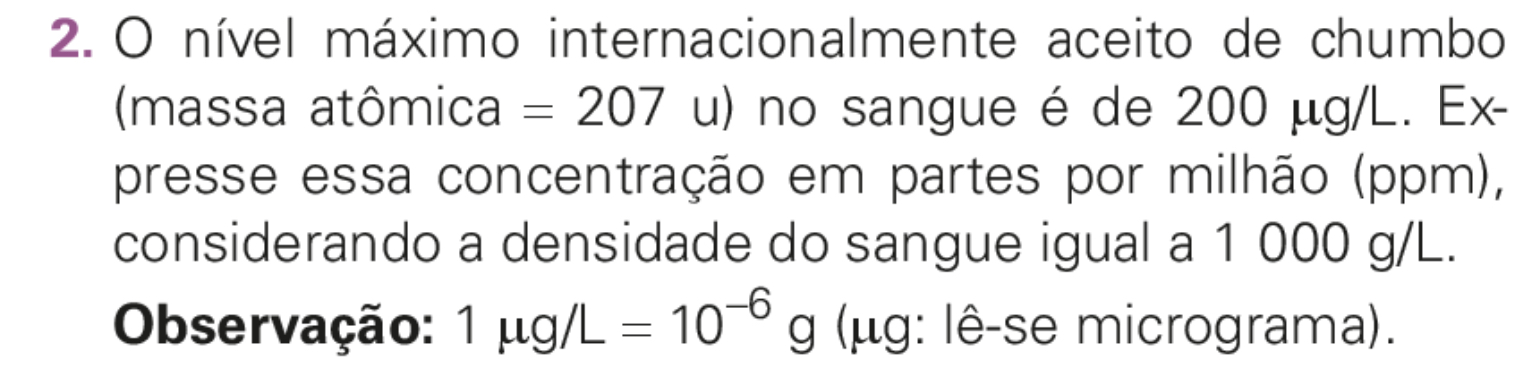 2. O nível máximo internacionalmente aceito de chumbo
(massa atômica = 207 u) no sangue é de 200 μg/L. Ex-
presse essa concentração em partes por milhão (ppm),
considerando a densidade do sangue igual a 1 000 g/L.
Observação: 1 μg/L = 10⁻⁶ g (μg: lê-se micrograma).